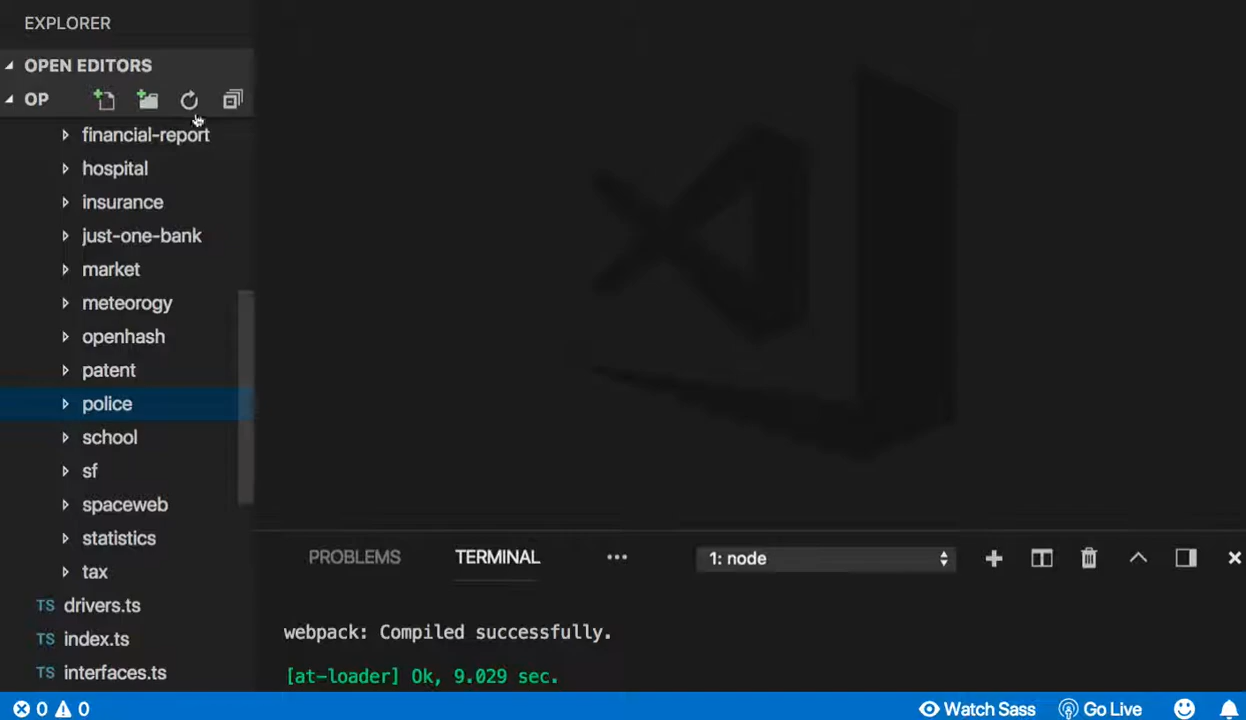 EXPLORER
OPEN EDITORS
OP
financial-report
hospital
insurance
just-one-bank
market
meteorogy
openhash
patent
police
school
sf
spaceweb
statistics
tax
TS drivers.ts
TS index.ts
TS interfaces.ts
PROBLEMS TERMINAL ••• 1: node
webpack: Compiled successfully.
[at-loader] Ok, 9.029 sec.
0 0 Watch Sass Go Live